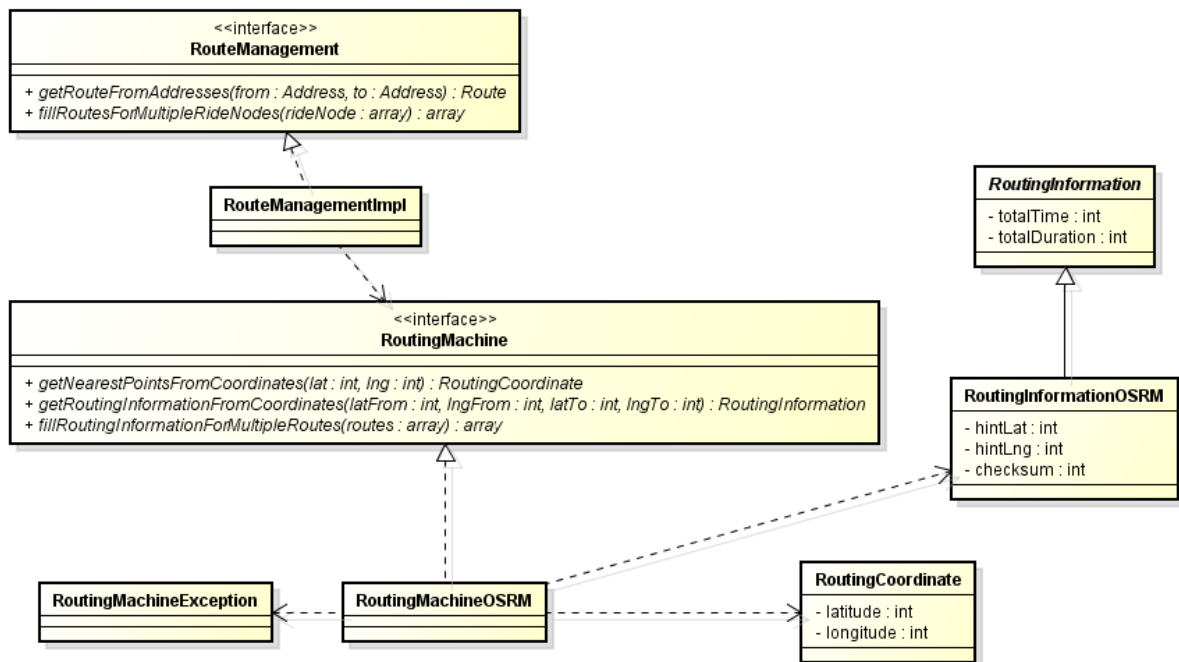 <<interface>>
RouteManagement
+ getRouteFromAddresses(from : Address, to : Address) : Route
+ fillRoutesForMultipleRideNodes(rideNode : array) : array
RouteManagementImpl
RoutingInformation
- totalTime : int
- totalDuration : int
<<interface>>
RoutingMachine
+ getNearestPointsFromCoordinates(lat : int, lng : int) : RoutingCoordinate
+ getRoutingInformationFromCoordinates(latFrom : int, lngFrom : int, latTo : int, lngTo : int) : RoutingInformation
+ fillRoutingInformationForMultipleRoutes(routes : array) : array
RoutingInformationOSRM
- hintLat : int
- hintLng : int
- checksum : int
RoutingMachineException
RoutingMachineOSRM
RoutingCoordinate
- latitude : int
- longitude : int